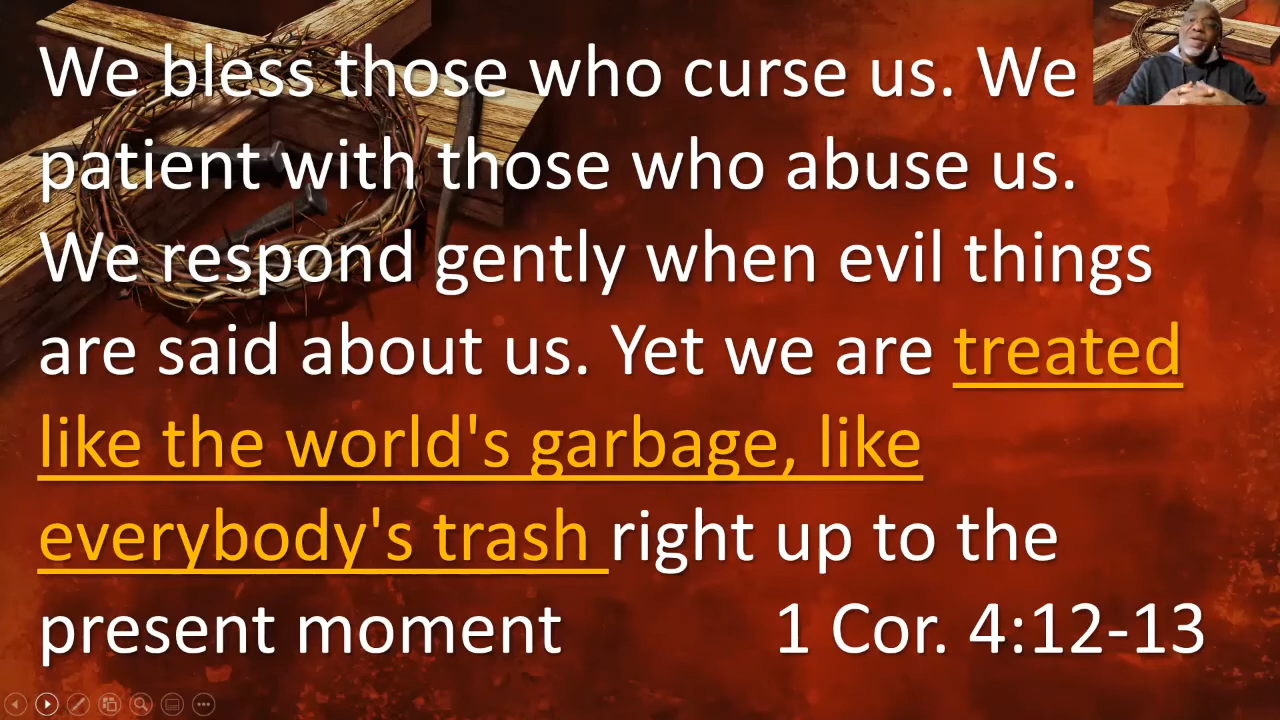 We bless those who curse us. We
patient with those who abuse us.
We respond gently when evil things
are said about us. Yet we are treated
like the world's garbage, like
everybody's trash right up to the
present moment 1 Cor. 4:12-13